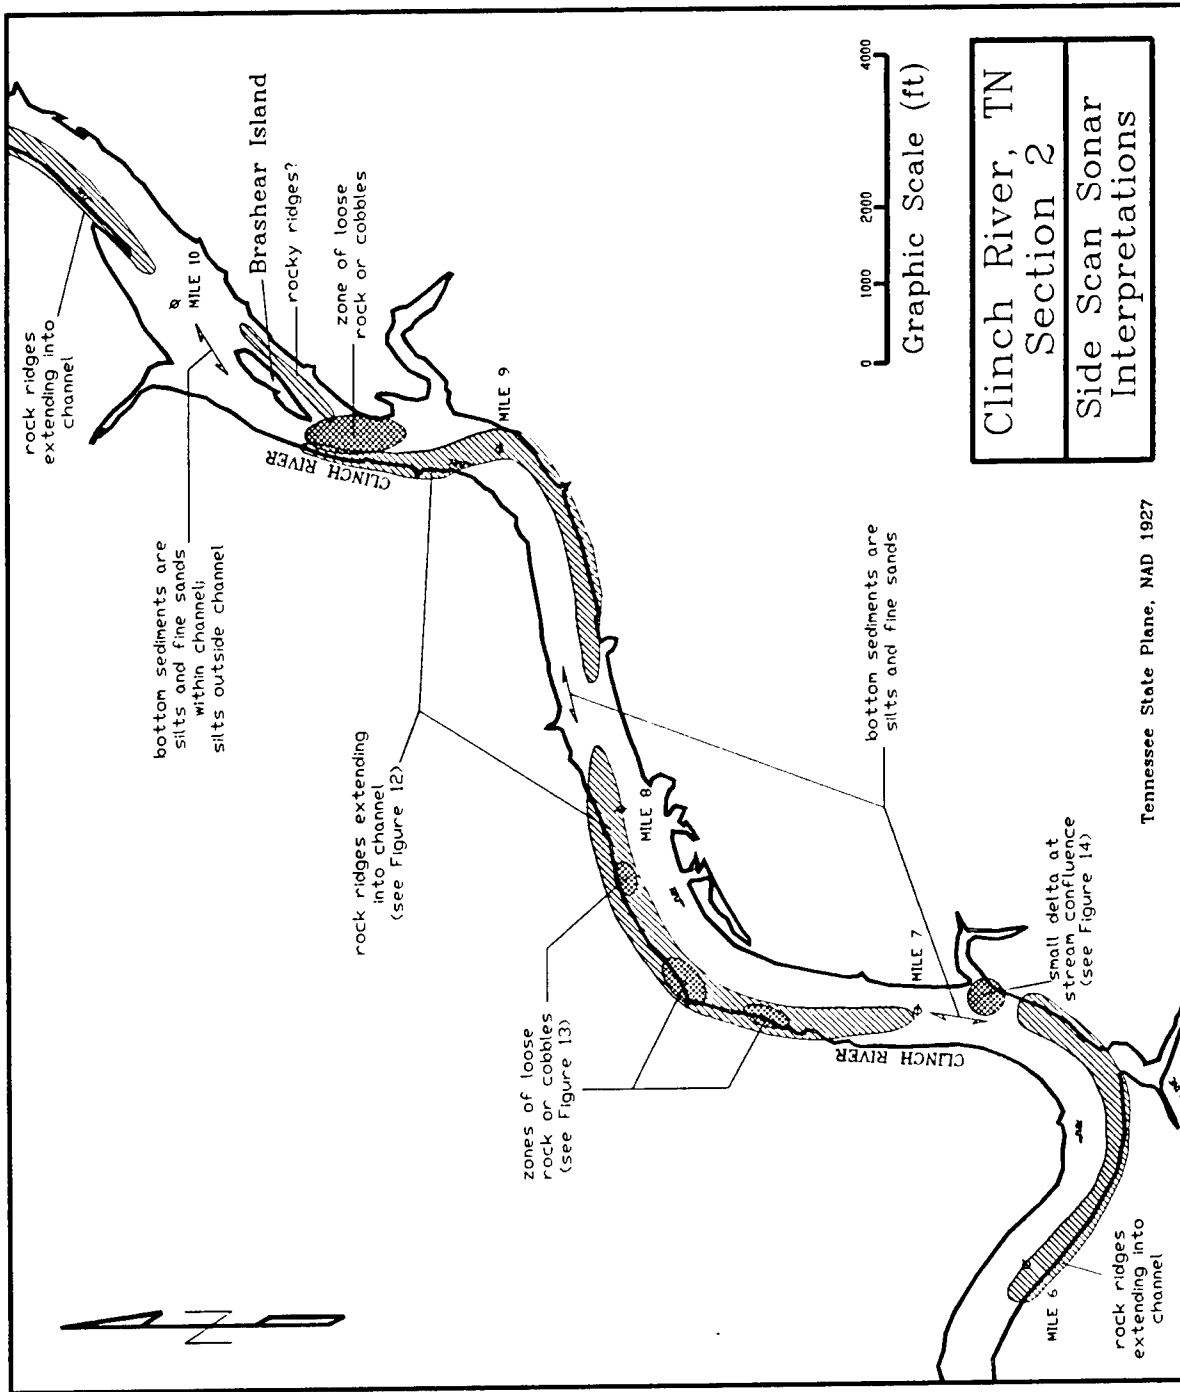 rock ridges
extending into
channel
bottom sediments are
silts and fine sands
within channel;
silts outside channel
MILE 10
Brashear Island
rocky ridges?
zone of loose
rock or cobbles
CLINCH RIVER
MILE 9
rock ridges extending
into channel
(see Figure 12)
zones of loose
rock or cobbles
(see Figure 13)
MILE 8
bottom sediments are
silts and fine sands
MILE 7
CLINCH RIVER
small delta at
stream confluence
(see Figure 14)
MILE 6
rock ridges
extending into
channel
N
0 1000 2000 4000
Graphic Scale (ft)
Clinch River, TN
Section 2
Side Scan Sonar
Interpretations
Tennessee State Plane, NAD 1927